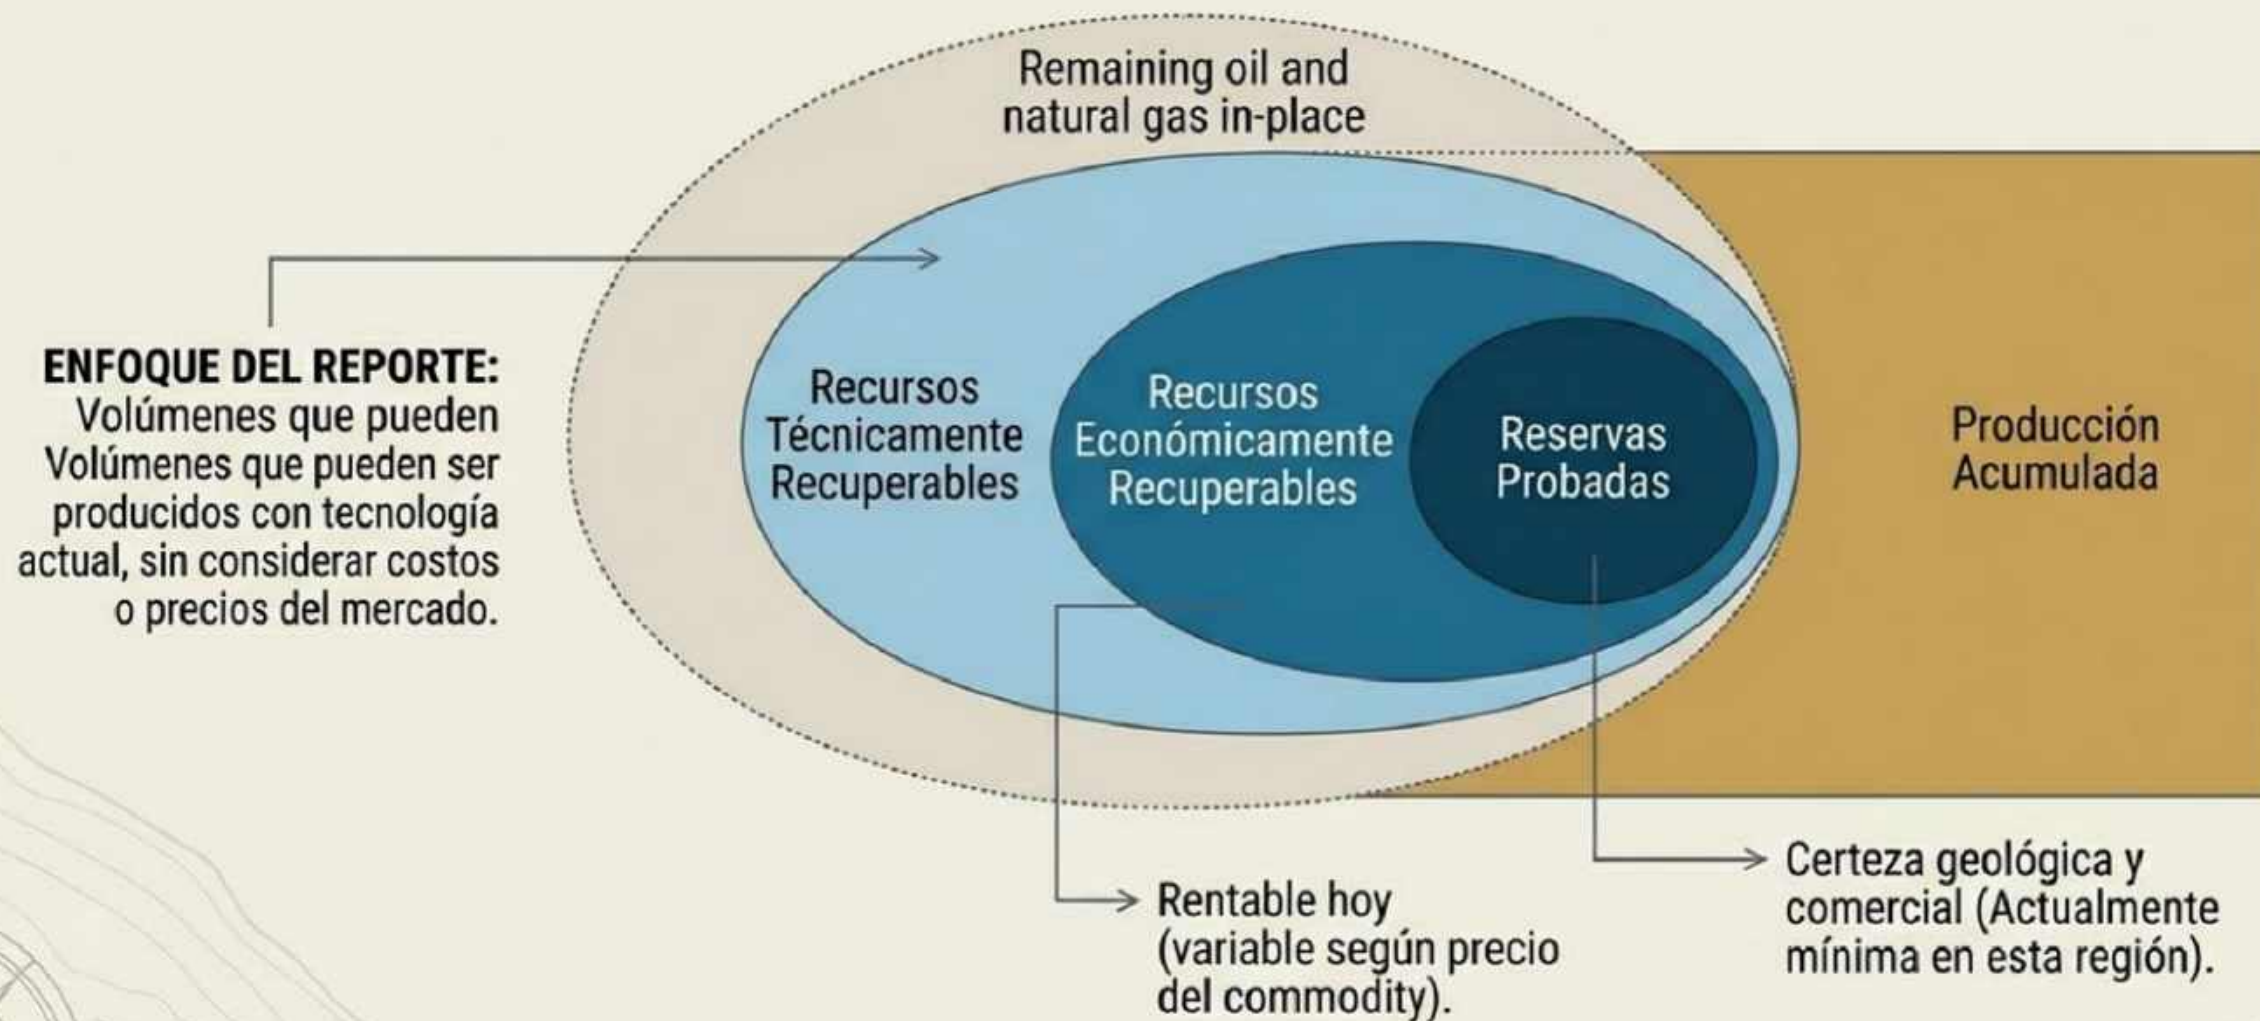 Remaining oil and
natural gas in-place
ENFOQUE DEL REPORTE:
Volúmenes que pueden
Volúmenes que pueden ser
producidos con tecnología
actual, sin considerar costos
o precios del mercado.
Recursos
Técnicamente
Recuperables
Recursos
Económicamente
Recuperables
Reservas
Probadas
Producción
Acumulada
Rentable hoy
(variable según precio
del commodity).
Certeza geológica y
comercial (Actualmente
mínima en esta región).